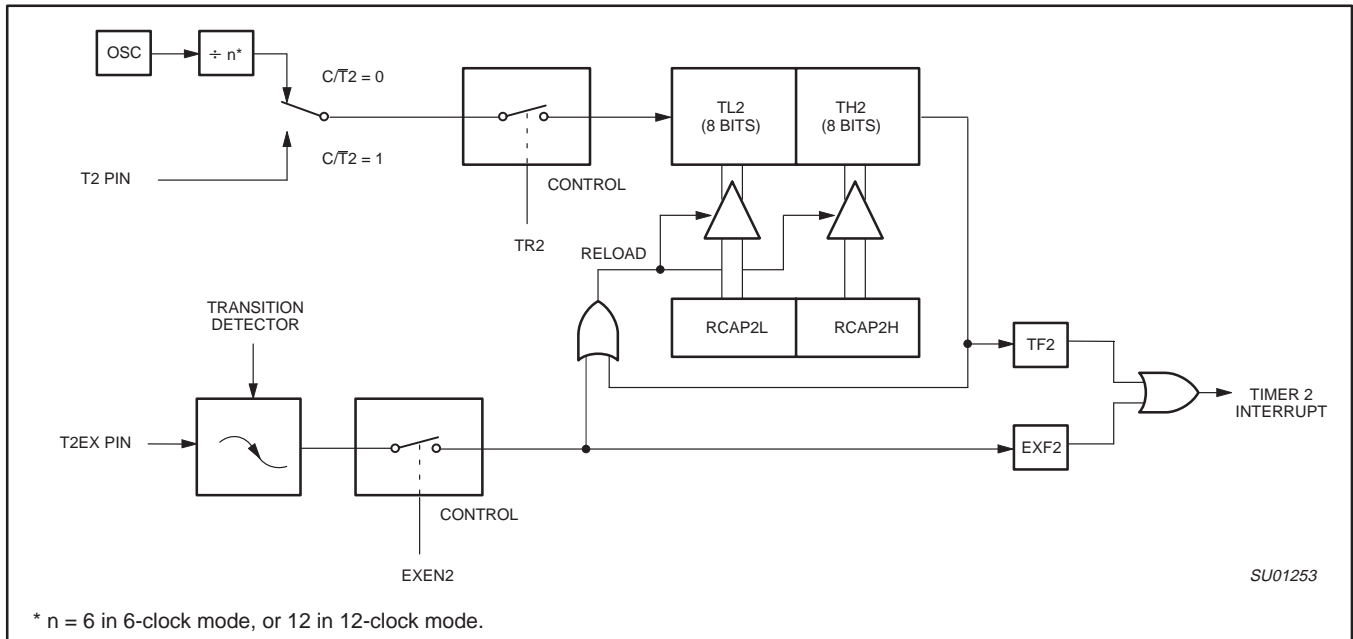 OSC
÷ n*
C/T̅2 = 0
C/T̅2 = 1
T2 PIN
CONTROL
TR2
TL2
(8 BITS)
TH2
(8 BITS)
RELOAD
RCAP2L
RCAP2H
TRANSITION
DETECTOR
T2EX PIN
CONTROL
EXEN2
TF2
EXF2
TIMER 2
INTERRUPT
SU01253
* n = 6 in 6-clock mode, or 12 in 12-clock mode.